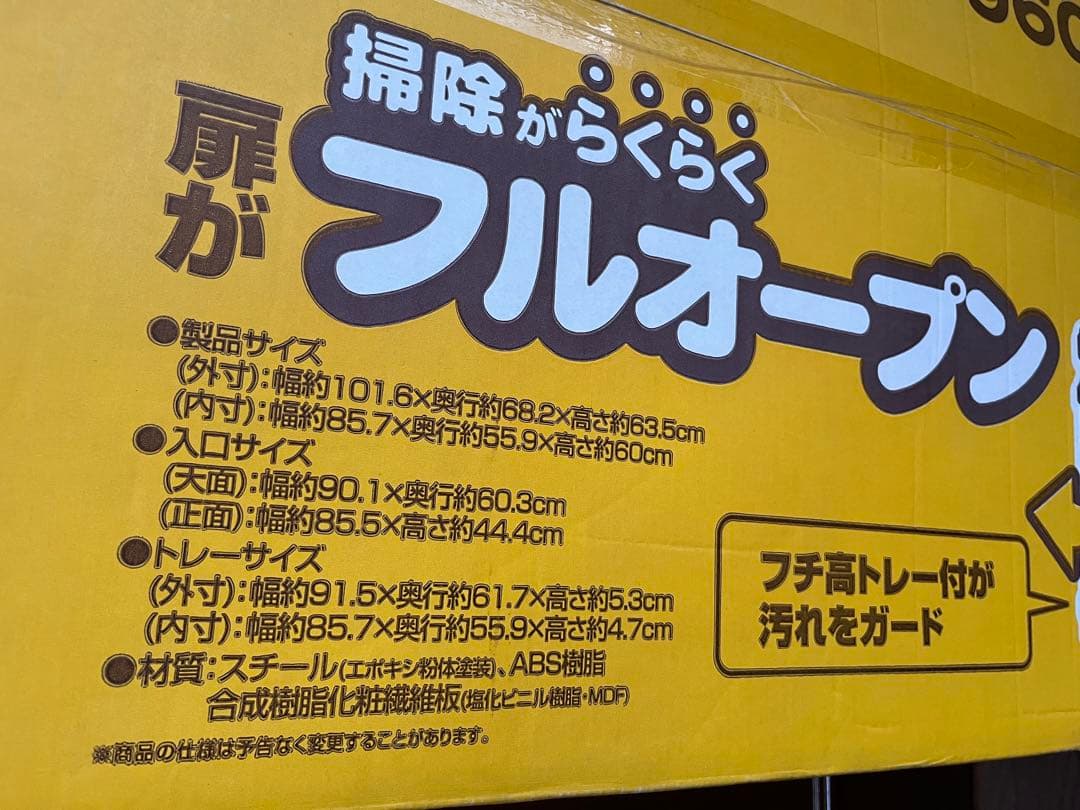 960
扉が
掃除がらくらく
フルオープン
●製品サイズ
(外寸):幅約101.6×奥行約68.2×高さ約63.5cm
(内寸):幅約85.7×奥行約55.9×高さ約60cm
●入口サイズ
(天面):幅約90.1×奥行約60.3cm
(正面):幅約85.5×高さ約44.4cm
●トレーサイズ
(外寸):幅約91.5×奥行約61.7×高さ約5.3cm
(内寸):幅約85.7×奥行約55.9×高さ約4.7cm
●材質:スチール(エポキシ粉体塗装)、ABS樹脂
合成樹脂化粧繊維板(塩化ビニル樹脂・MDF)
※商品の仕様は予告なく変更することがあります。
フチ高トレー付が
汚れをガード